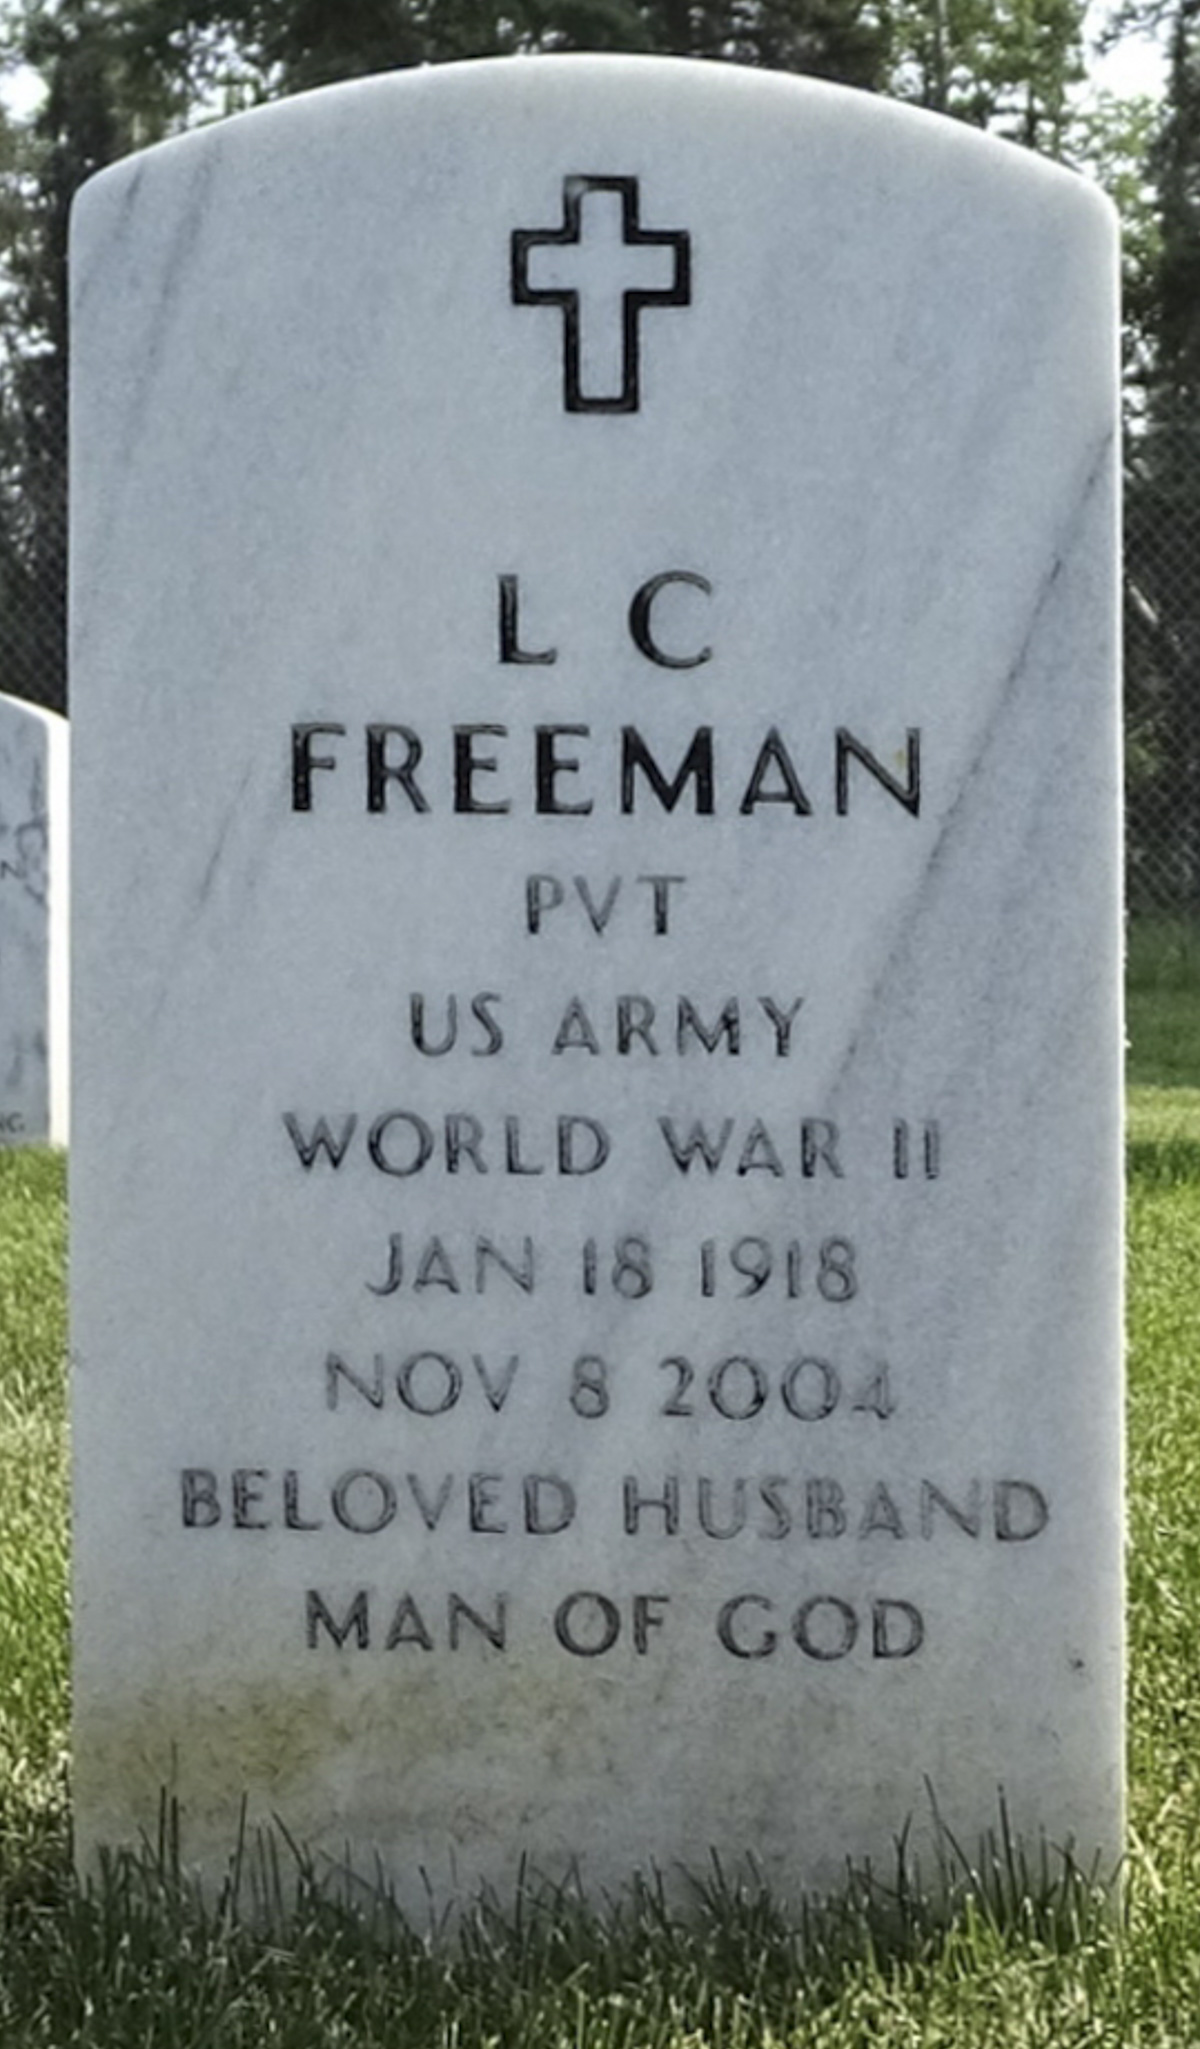 L C
FREEMAN
PVT
US ARMY
WORLD WAR II
JAN 18 1918
NOV 8 2004
BELOVED HUSBAND
MAN OF GOD